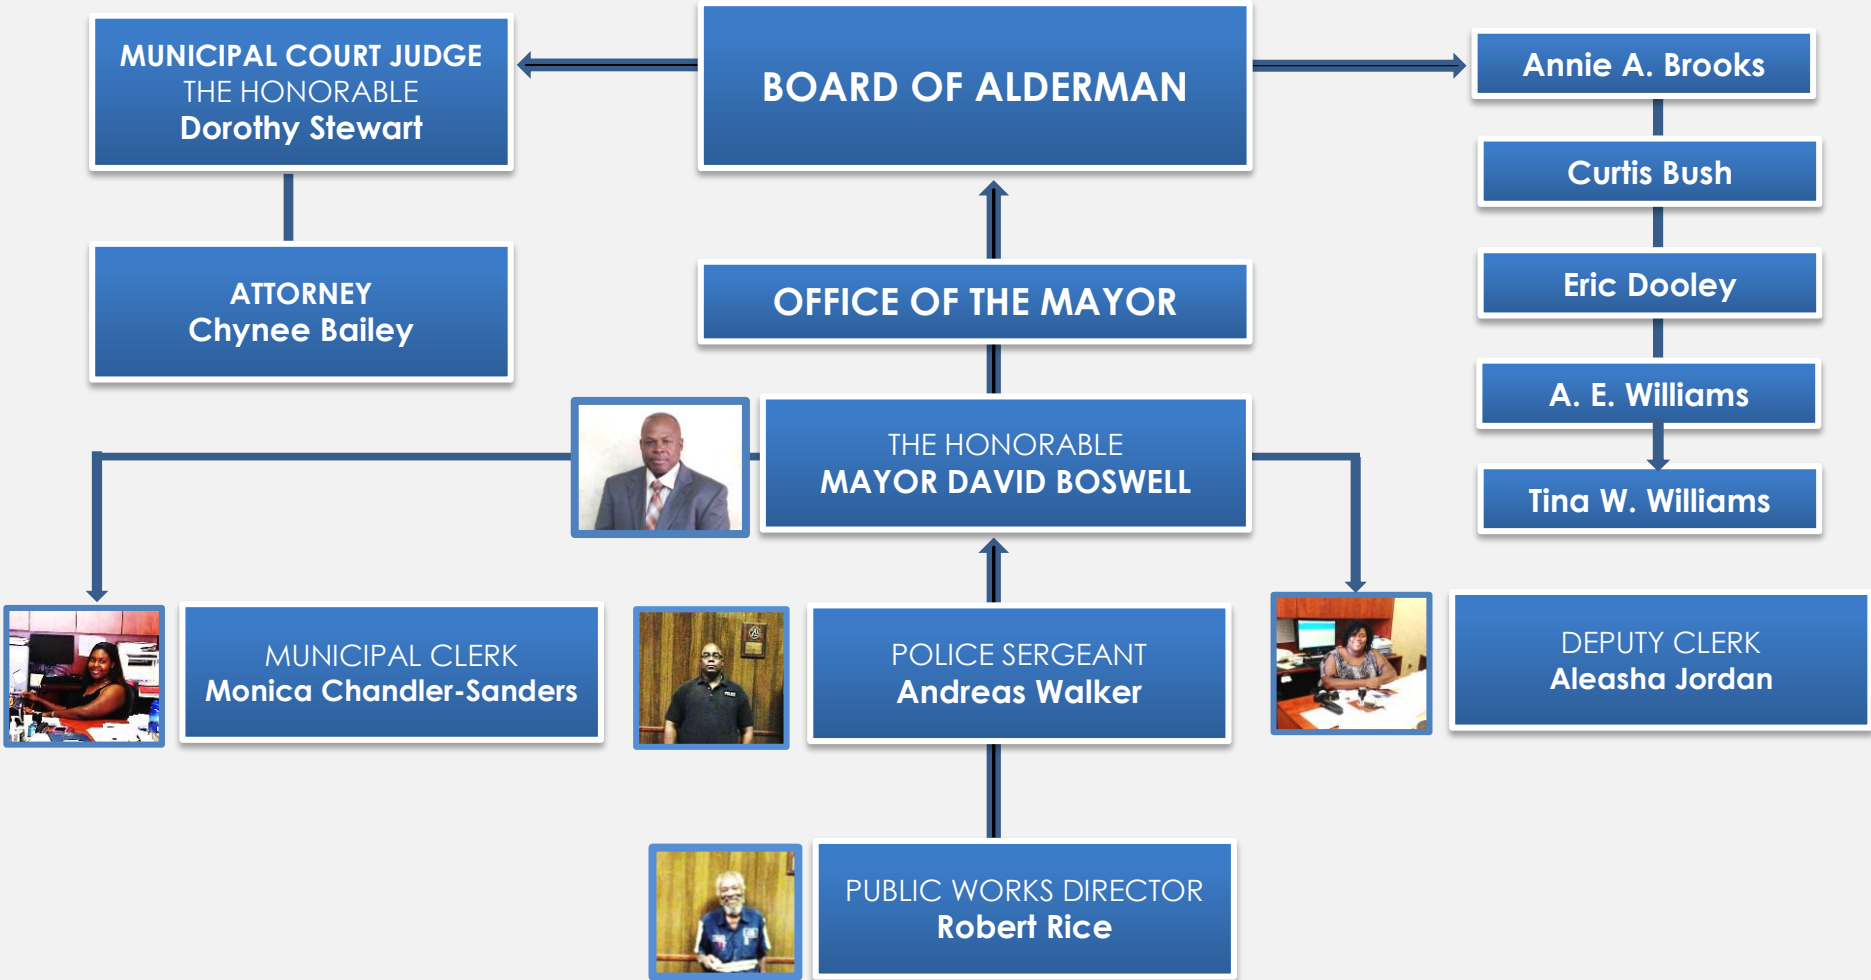 MUNICIPAL COURT JUDGE
THE HONORABLE
Dorothy Stewart
BOARD OF ALDERMAN
Annie A. Brooks
Curtis Bush
Eric Dooley
A. E. Williams
Tina W. Williams
ATTORNEY
Chynee Bailey
OFFICE OF THE MAYOR
THE HONORABLE
MAYOR DAVID BOSWELL
MUNICIPAL CLERK
Monica Chandler-Sanders
POLICE SERGEANT
Andreas Walker
DEPUTY CLERK
Aleasha Jordan
PUBLIC WORKS DIRECTOR
Robert Rice